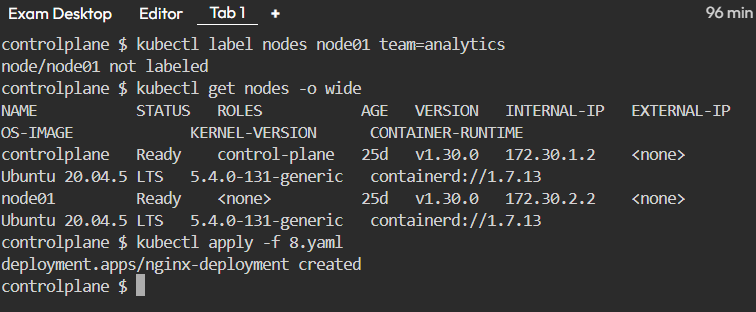 Exam Desktop Editor Tab 1 + 96 min
controlplane $ kubectl label nodes node01 team=analytics
node/node01 not labeled
controlplane $ kubectl get nodes -o wide
NAME STATUS ROLES AGE VERSION INTERNAL-IP EXTERNAL-IP
OS-IMAGE KERNEL-VERSION CONTAINER-RUNTIME
controlplane Ready control-plane 25d v1.30.0 172.30.1.2 <none>
Ubuntu 20.04.5 LTS 5.4.0-131-generic containerd://1.7.13
node01 Ready <none> 25d v1.30.0 172.30.2.2 <none>
Ubuntu 20.04.5 LTS 5.4.0-131-generic containerd://1.7.13
controlplane $ kubectl apply -f 8.yaml
deployment.apps/nginx-deployment created
controlplane $